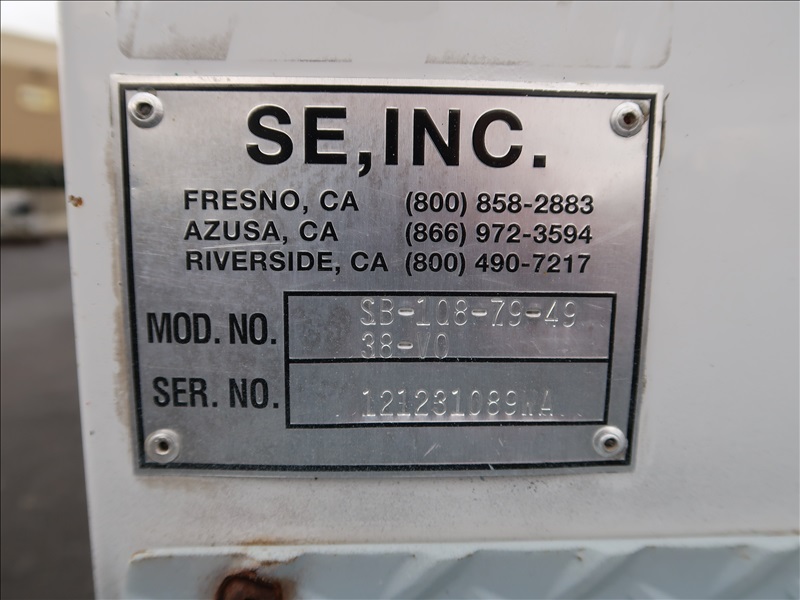 SE,INC.
FRESNO, CA (800) 858-2883
AZUSA, CA (866) 972-3594
RIVERSIDE, CA (800) 490-7217
MOD. NO. SB-108-79-49
38-VO
SER. NO. 121231089WA